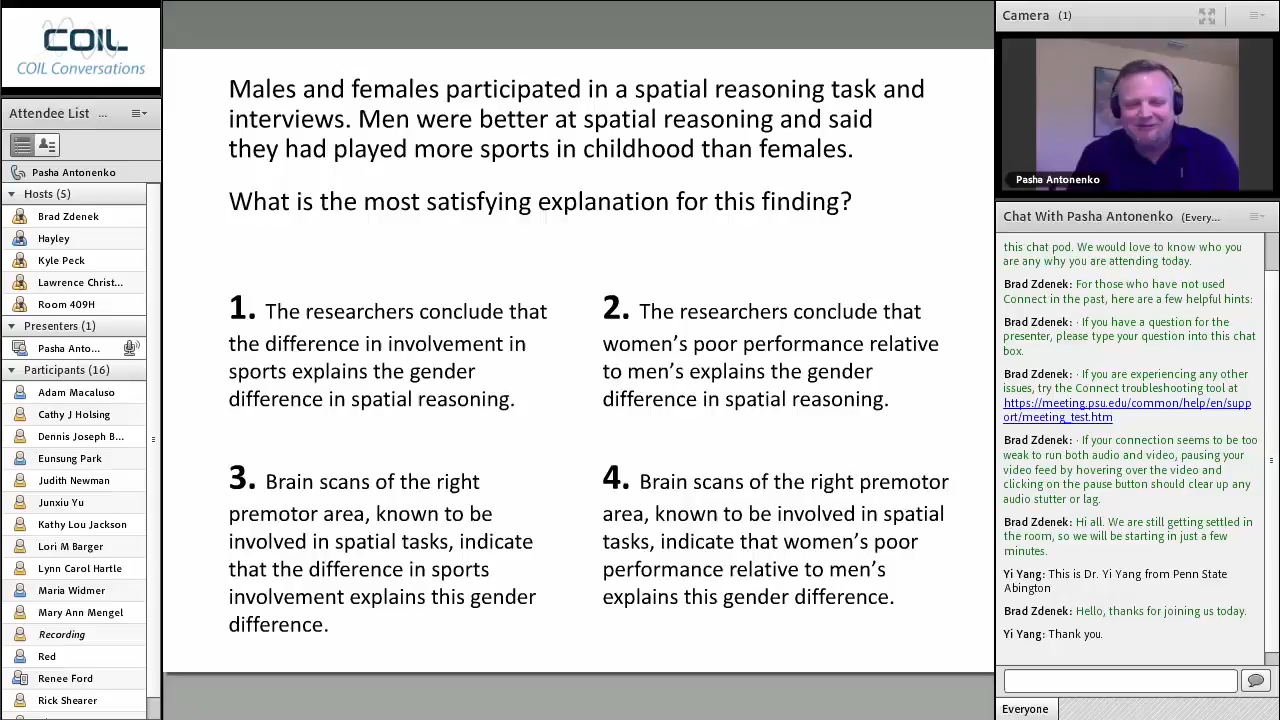 COIL
COIL Conversations
Attendee List ...
Pasha Antonenko
Hosts (5)
Brad Zdenek
Hayley
Kyle Peck
Lawrence Christ...
Room 409H
Presenters (1)
Pasha Anto...
Participants (16)
Adam Macaluso
Cathy J Holsing
Dennis Joseph B...
Eunsung Park
Judith Newman
Junxiu Yu
Kathy Lou Jackson
Lori M Barger
Lynn Carol Hartle
Maria Widmer
Mary Ann Mengel
Recording
Red
Renee Ford
Rick Shearer
Males and females participated in a spatial reasoning task and
interviews. Men were better at spatial reasoning and said
they had played more sports in childhood than females.
What is the most satisfying explanation for this finding?
1. The researchers conclude that
the difference in involvement in
sports explains the gender
difference in spatial reasoning.
2. The researchers conclude that
women's poor performance relative
to men's explains the gender
difference in spatial reasoning.
3. Brain scans of the right
premotor area, known to be
involved in spatial tasks, indicate
that the difference in sports
involvement explains this gender
difference.
4. Brain scans of the right premotor
area, known to be involved in spatial
tasks, indicate that women's poor
performance relative to men's
explains this gender difference.
Camera (1)
Pasha Antonenko
Chat With Pasha Antonenko (Every...
this chat pod. We would love to know who you
are any why you are attending today.
Brad Zdenek: For those who have not used
Connect in the past, here are a few helpful hints:
Brad Zdenek: · If you have a question for the
presenter, please type your question into this chat
box.
Brad Zdenek: · If you are experiencing any other
issues, try the Connect troubleshooting tool at
https://meeting.psu.edu/common/help/en/supp
ort/meeting_test.htm
Brad Zdenek: · If your connection seems to be too
weak to run both audio and video, pausing your
video feed by hovering over the video and
clicking on the pause button should clear up any
audio stutter or lag.
Brad Zdenek: Hi all. We are still getting settled in
the room, so we will be starting in just a few
minutes.
Yi Yang: This is Dr. Yi Yang from Penn State
Abington
Brad Zdenek: Hello, thanks for joining us today.
Yi Yang: Thank you.
Everyone